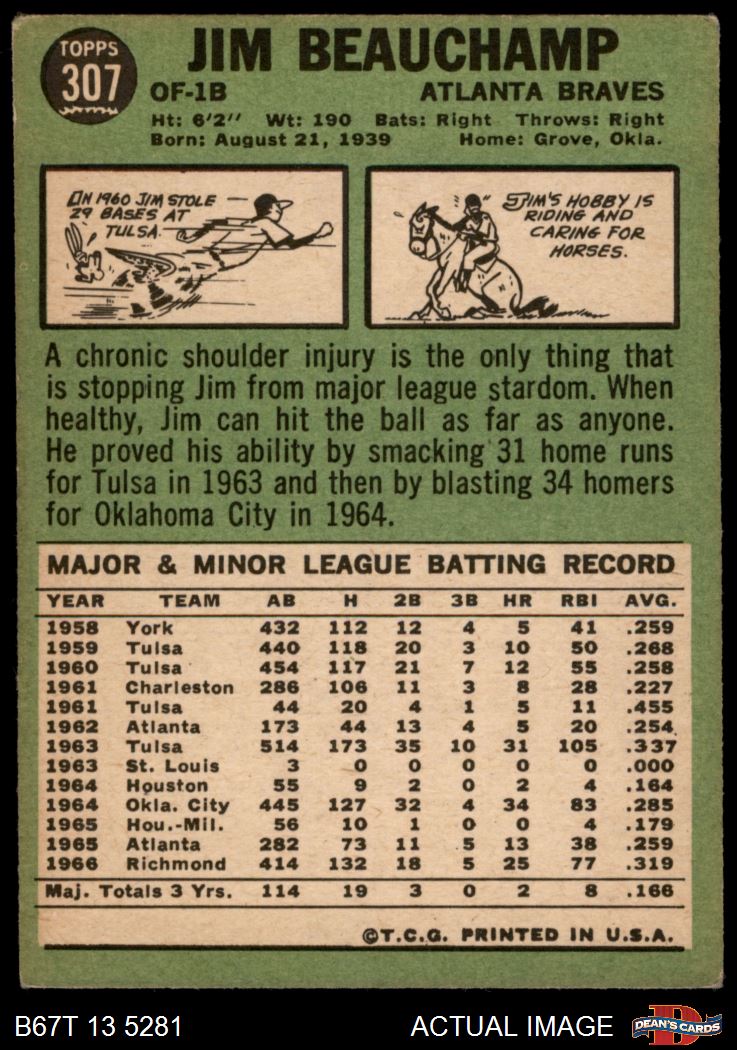 TOPPS
307
JIM BEAUCHAMP
OF-1B ATLANTA BRAVES
Ht: 6'2" Wt: 190 Bats: Right Throws: Right
Born: August 21, 1939 Home: Grove, Okla.
IN 1960 JIM STOLE
29 BASES AT
TULSA.
JIM'S HOBBY IS
RIDING AND
CARING FOR
HORSES.
A chronic shoulder injury is the only thing that
is stopping Jim from major league stardom. When
healthy, Jim can hit the ball as far as anyone.
He proved his ability by smacking 31 home runs
for Tulsa in 1963 and then by blasting 34 homers
for Oklahoma City in 1964.
MAJOR & MINOR LEAGUE BATTING RECORD
YEAR TEAM AB H 2B 3B HR RBI AVG.
1958 York 432 112 12 4 5 41 .259
1959 Tulsa 440 118 20 3 10 50 .268
1960 Tulsa 454 117 21 7 12 55 .258
1961 Charleston 286 106 11 3 8 28 .227
1961 Tulsa 44 20 4 1 5 11 .455
1962 Atlanta 173 44 13 4 5 20 .254
1963 Tulsa 514 173 35 10 31 105 .337
1963 St. Louis 3 0 0 0 0 0 .000
1964 Houston 55 9 2 0 2 4 .164
1964 Okla. City 445 127 32 4 34 83 .285
1965 Hou.-Mil. 56 10 1 0 0 4 .179
1965 Atlanta 282 73 11 5 13 38 .259
1966 Richmond 414 132 18 5 25 77 .319
Maj. Totals 3 Yrs. 114 19 3 0 2 8 .166
©T.C.G. PRINTED IN U.S.A.
B67T 13 5281 ACTUAL IMAGE
DEAN'S CARDS